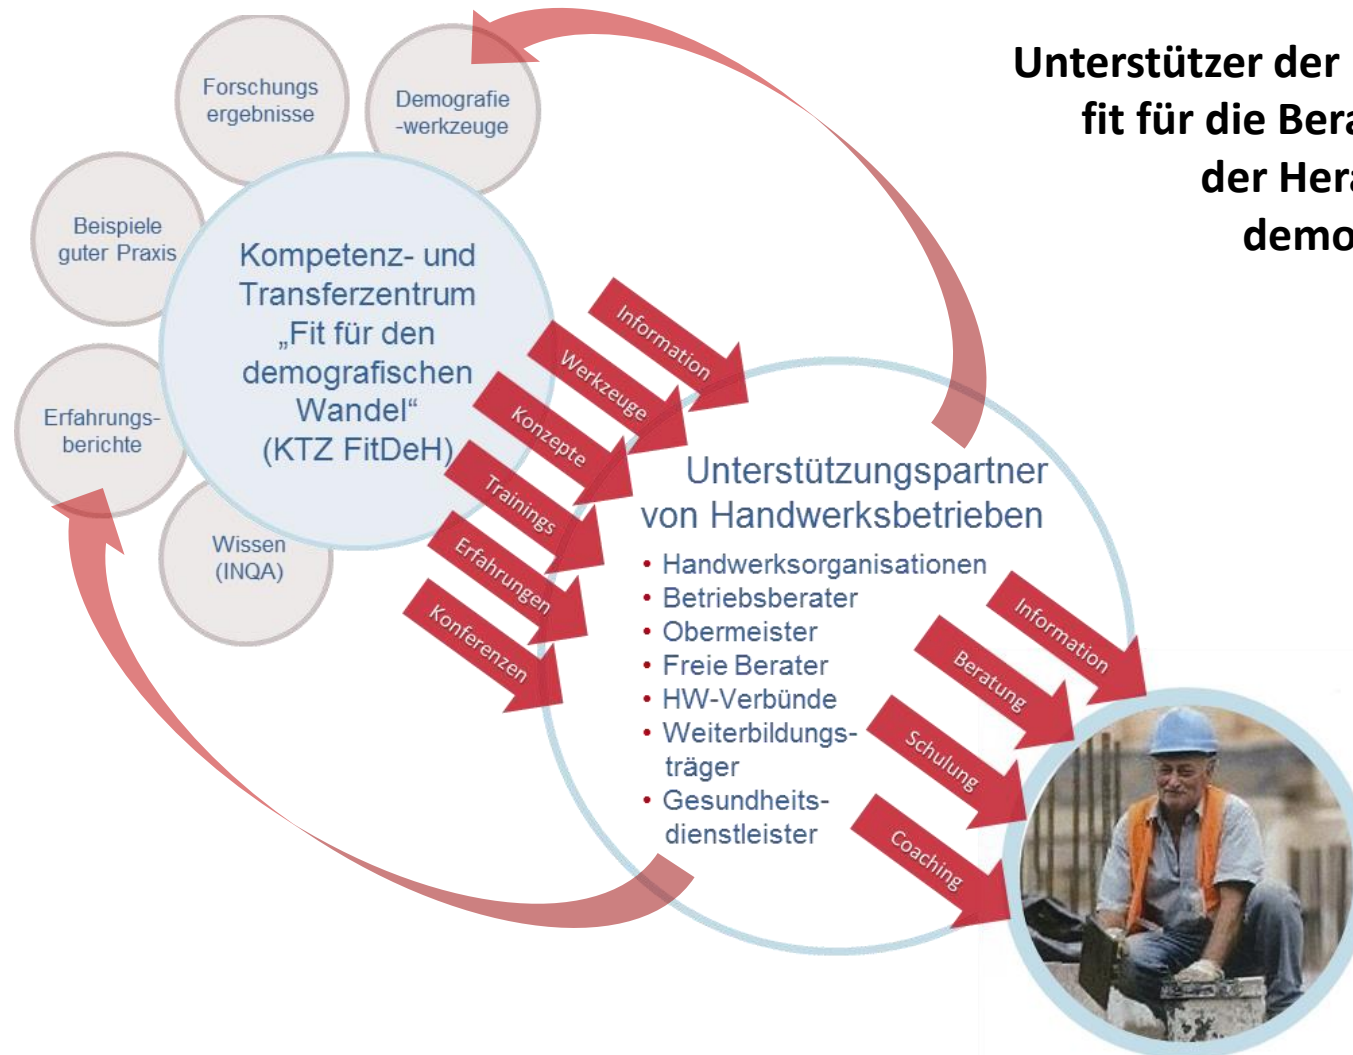 Unterstützer der
fit für die Bera
der Hera
demo
Forschungs
ergebnisse
Demografie
-werkzeuge
Beispiele
guter Praxis
Erfahrungs-
berichte
Wissen
(INQA)
Kompetenz- und
Transferzentrum
„Fit für den
demografischen
Wandel“
(KTZ FitDeH)
Information
Werkzeuge
Konzepte
Trainings
Erfahrungen
Konferenzen
Unterstützungspartner
von Handwerksbetrieben
• Handwerksorganisationen
• Betriebsberater
• Obermeister
• Freie Berater
• HW-Verbünde
• Weiterbildungs-
träger
• Gesundheits-
dienstleister
Information
Beratung
Schulung
Coaching